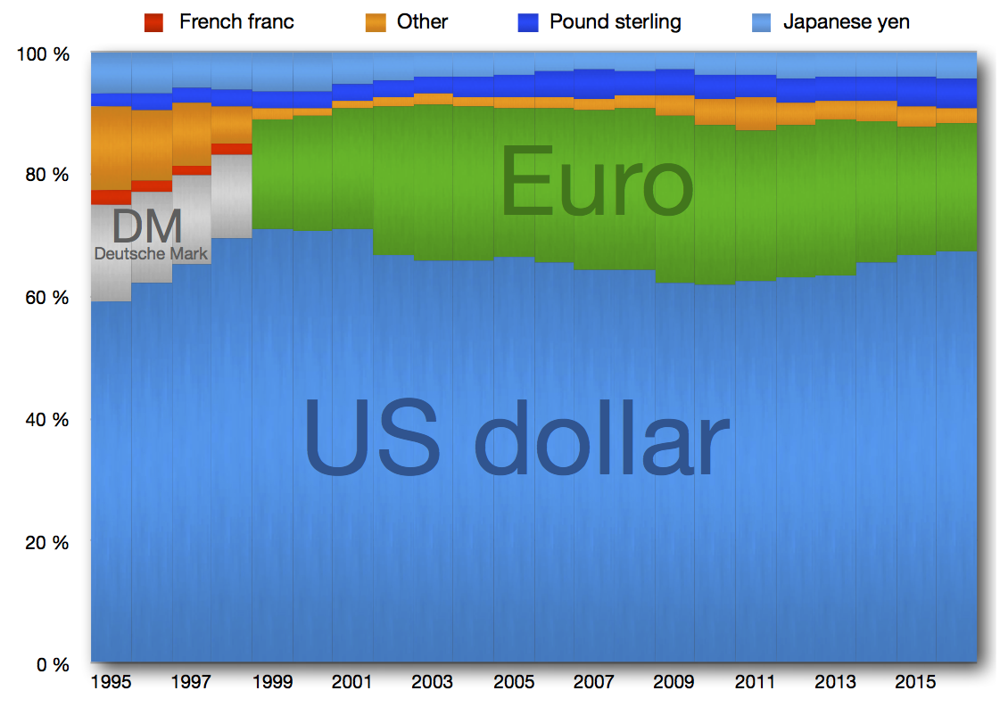 French franc Other Pound sterling Japanese yen
100 %
80 %
Euro
DM
Deutsche Mark
60 %
US dollar
40 %
20 %
0 %
1995 1997 1999 2001 2003 2005 2007 2009 2011 2013 2015